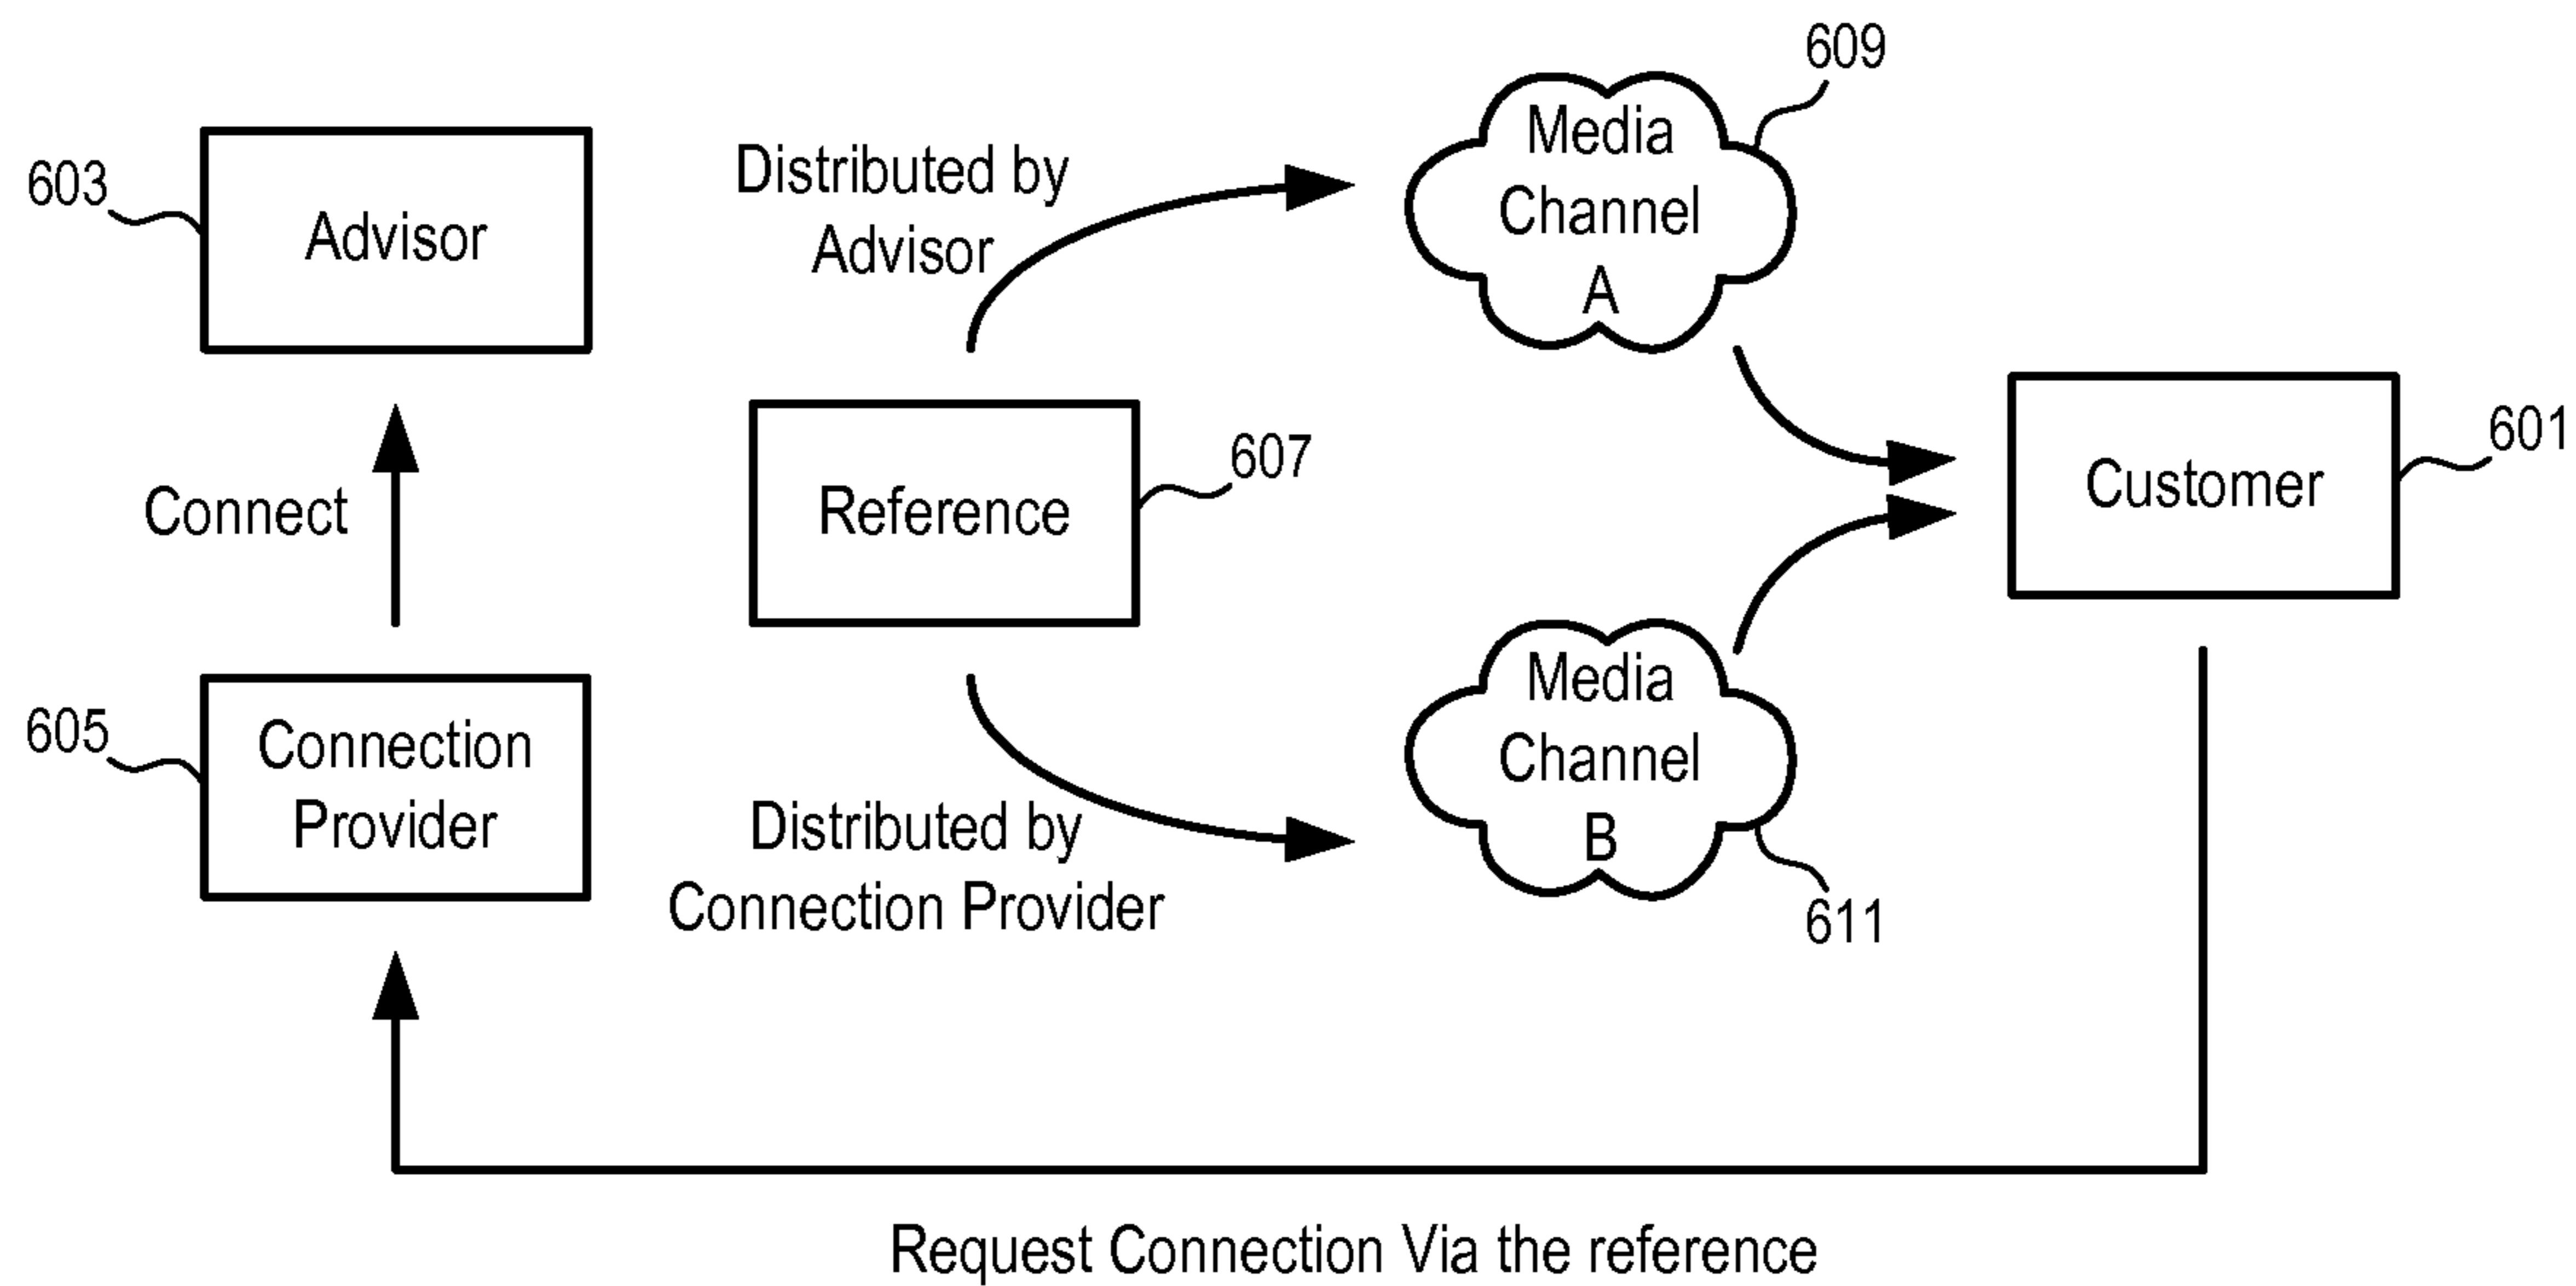 609
Media
Channel
A
603
Advisor
Distributed by
Advisor
601
Customer
607
Reference
Connect
605
Connection
Provider
Media
Channel
B
611
Distributed by
Connection Provider
Request Connection Via the reference